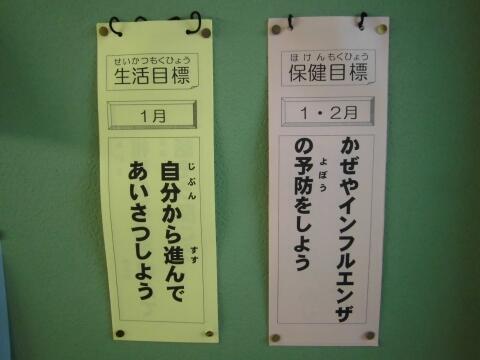 せいかつもくひょう
生活目標
1月
じぶん すす
自分から進んで
あいさつしよう
ほけんもくひょう
保健目標
1・2月
かぜやインフルエンザ
よぼう
の予防をしよう